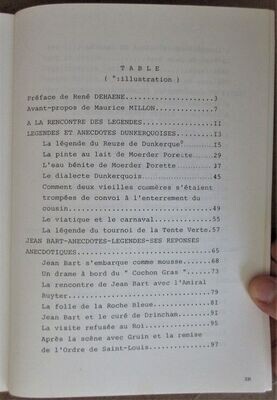 T A B L E
( °:illustration )
Préface de René DEHAENE.................3
Avant-propos de Maurice MILLON..........7
A LA RENCONTRE DES LEGENDES............II
LEGENDES ET ANECDOTES DUNKERQUOISES....I3
La légende du Reuze de Dunkerque°....I5
La pinte au lait de Moerder Porette....29
L'eau bénite de Moerder Porette......37
Le dialecte Dunkerquois..............45
Comment deux vieilles commères s'étaient
trompées de convoi à l'enterrement du
cousin...............................49
Le viatique et le carnaval...........55
La légende du tournoi de la Tente Verte.57
JEAN BART-ANECDOTES-LEGENDES-SES REPONSES
ANECDOTIQUES...........................65
Jean Bart s'embarque comme mousse....68
Un drame à bord du " Cochon Gras "...73
La rencontre de Jean Bart avec l'Amiral
Ruyter...............................79
La folle de la Roche Bleue...........81
Jean Bart et le curé de Drincham.....91
La visite refusée au Roi.............95
Après la scène avec Gruin et la remise
de l'Ordre de Saint-Louis............97